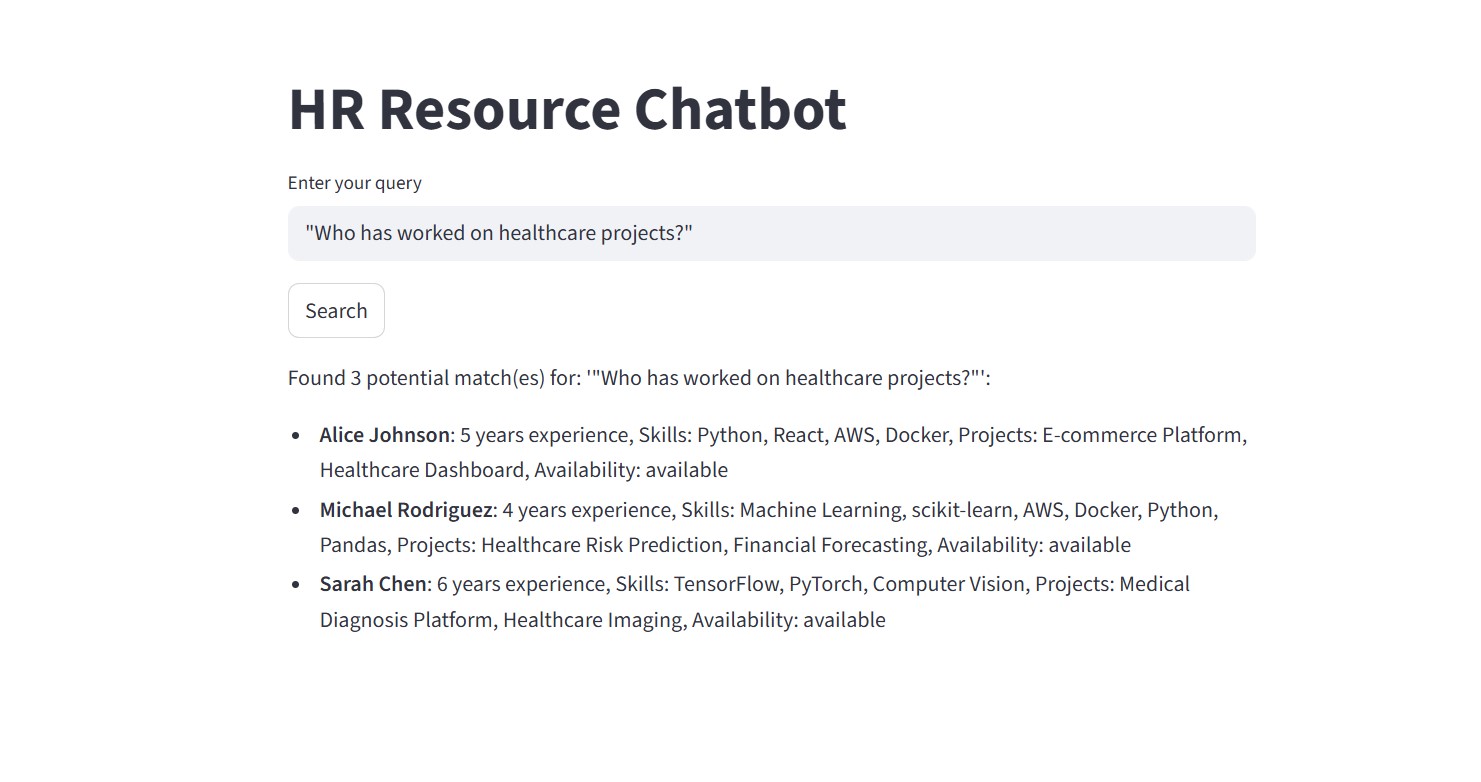 HR Resource Chatbot
Enter your query
"Who has worked on healthcare projects?"
Search
Found 3 potential match(es) for: '"Who has worked on healthcare projects?"':
• Alice Johnson: 5 years experience, Skills: Python, React, AWS, Docker, Projects: E-commerce Platform,
Healthcare Dashboard, Availability: available
• Michael Rodriguez: 4 years experience, Skills: Machine Learning, scikit-learn, AWS, Docker, Python,
Pandas, Projects: Healthcare Risk Prediction, Financial Forecasting, Availability: available
• Sarah Chen: 6 years experience, Skills: TensorFlow, PyTorch, Computer Vision, Projects: Medical
Diagnosis Platform, Healthcare Imaging, Availability: available